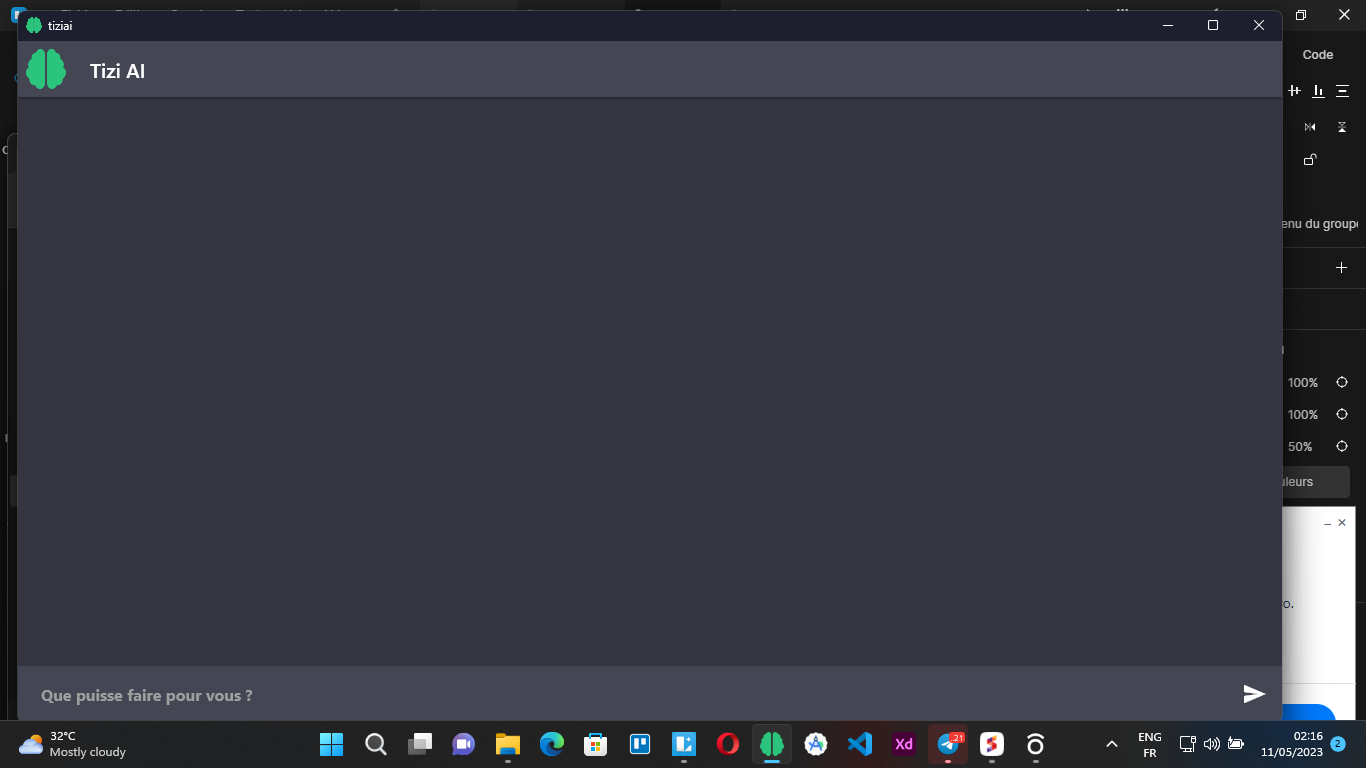 tiziai
Tizi AI
Code
enu du groupe
100%
100%
50%
uleurs
o.
Que puisse faire pour vous ?
32°C
Mostly cloudy
Xd
21
ENG
FR
02:16
11/05/2023
2